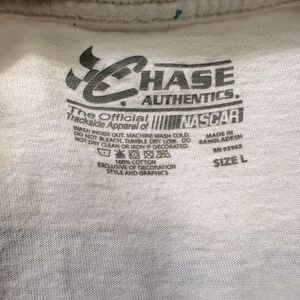 CHASE
AUTHENTICS.
The Official
Trackside Apparel of NASCAR
WASH INSIDE OUT. MACHINE WASH COLD.
DO NOT BLEACH. TUMBLE DRY LOW. DO
NOT DRY CLEAN OR IRON IF DECORATED.
100% COTTON
EXCLUSIVE OF DECORATION
STYLE AND GRAPHICS
MADE IN
BANGLADESH
SIZE L